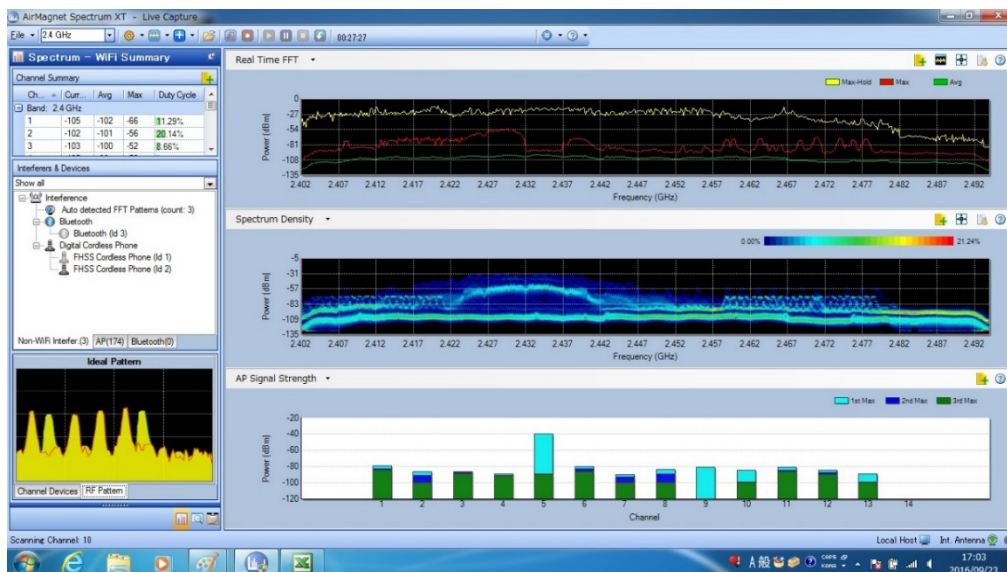 AirMagnet Spectrum XT - Live Capture
File 2.4 GHz 00:27:27
Spectrum - WiFi Summary
Channel Summary
Ch... Curr... Avg Max Duty Cycle
Band: 2.4 GHz
1 -105 -102 -66 11.29%
2 -102 -101 -56 20.14%
3 -103 -100 -52 8.66%
Interferers & Devices
Show all
Interference
Auto detected FFT Patterns (count: 3)
Bluetooth
Bluetooth (Id 3)
Digital Cordless Phone
FHSS Cordless Phone (Id 1)
FHSS Cordless Phone (Id 2)
Non-WiFi Interfer.(3) AP(174) Bluetooth(0)
Ideal Pattern
Channel Devices RF Pattern
Real Time FFT
Max-Hold Max Avg
Power [dBm]
0
-27
-54
-81
-108
-135
2.402 2.407 2.412 2.417 2.422 2.427 2.432 2.437 2.442 2.447 2.452 2.457 2.462 2.467 2.472 2.477 2.482 2.487 2.492
Frequency (GHz)
Spectrum Density
0.00% 21.24%
Power [dBm]
-5
-31
-57
-83
-109
-135
2.402 2.407 2.412 2.417 2.422 2.427 2.432 2.437 2.442 2.447 2.452 2.457 2.462 2.467 2.472 2.477 2.482 2.487 2.492
Frequency (GHz)
AP Signal Strength
1st Max 2nd Max 3rd Max
Power [dBm]
-20
-40
-60
-80
-100
-120
1 2 3 4 5 6 7 8 9 10 11 12 13 14
Channel
Scanning Channel: 10
Local Host Int. Antenna
A 般 CAPS KANA
17:03
2016/09/23